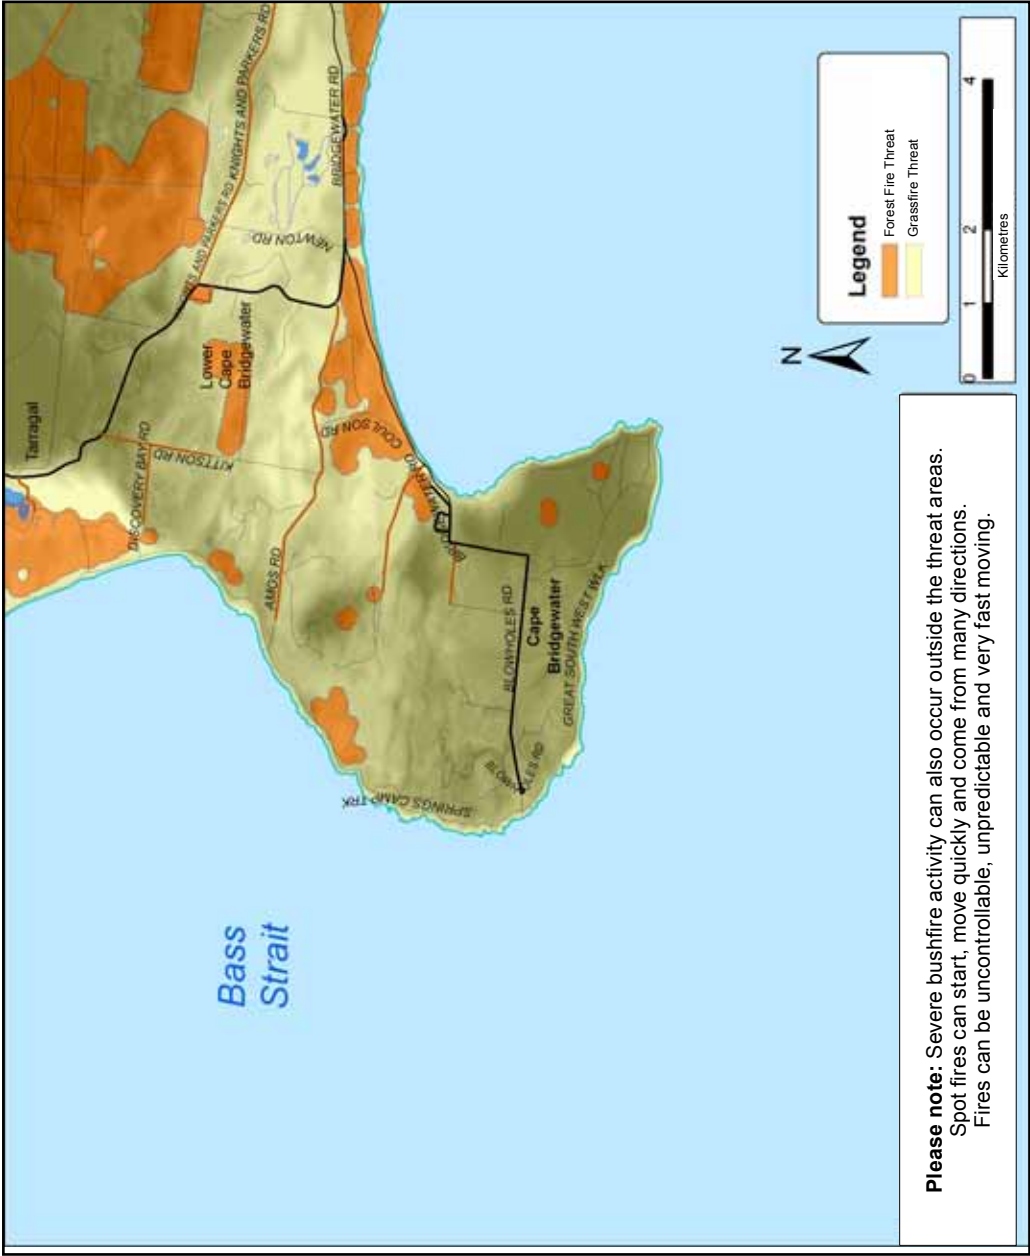 Tarragal
DISCOVERY BAY RD
KITTSON RD
Lower
Cape
Bridgewater
KNIGHTS AND PARKERS RD
AND PARKERS RD
NEWTON RD
BRIDGEWATER RD
COULSON RD
AMOS RD
BLOWHOLES RD
Cape
Bridgewater
GREAT SOUTH WEST WLK
SPRINGS CAMP TRK
Bass
Strait
N
Legend
Forest Fire Threat
Grassfire Threat
0 1 2 4
Kilometres
Please note: Severe bushfire activity can also occur outside the threat areas.
Spot fires can start, move quickly and come from many directions.
Fires can be uncontrollable, unpredictable and very fast moving.